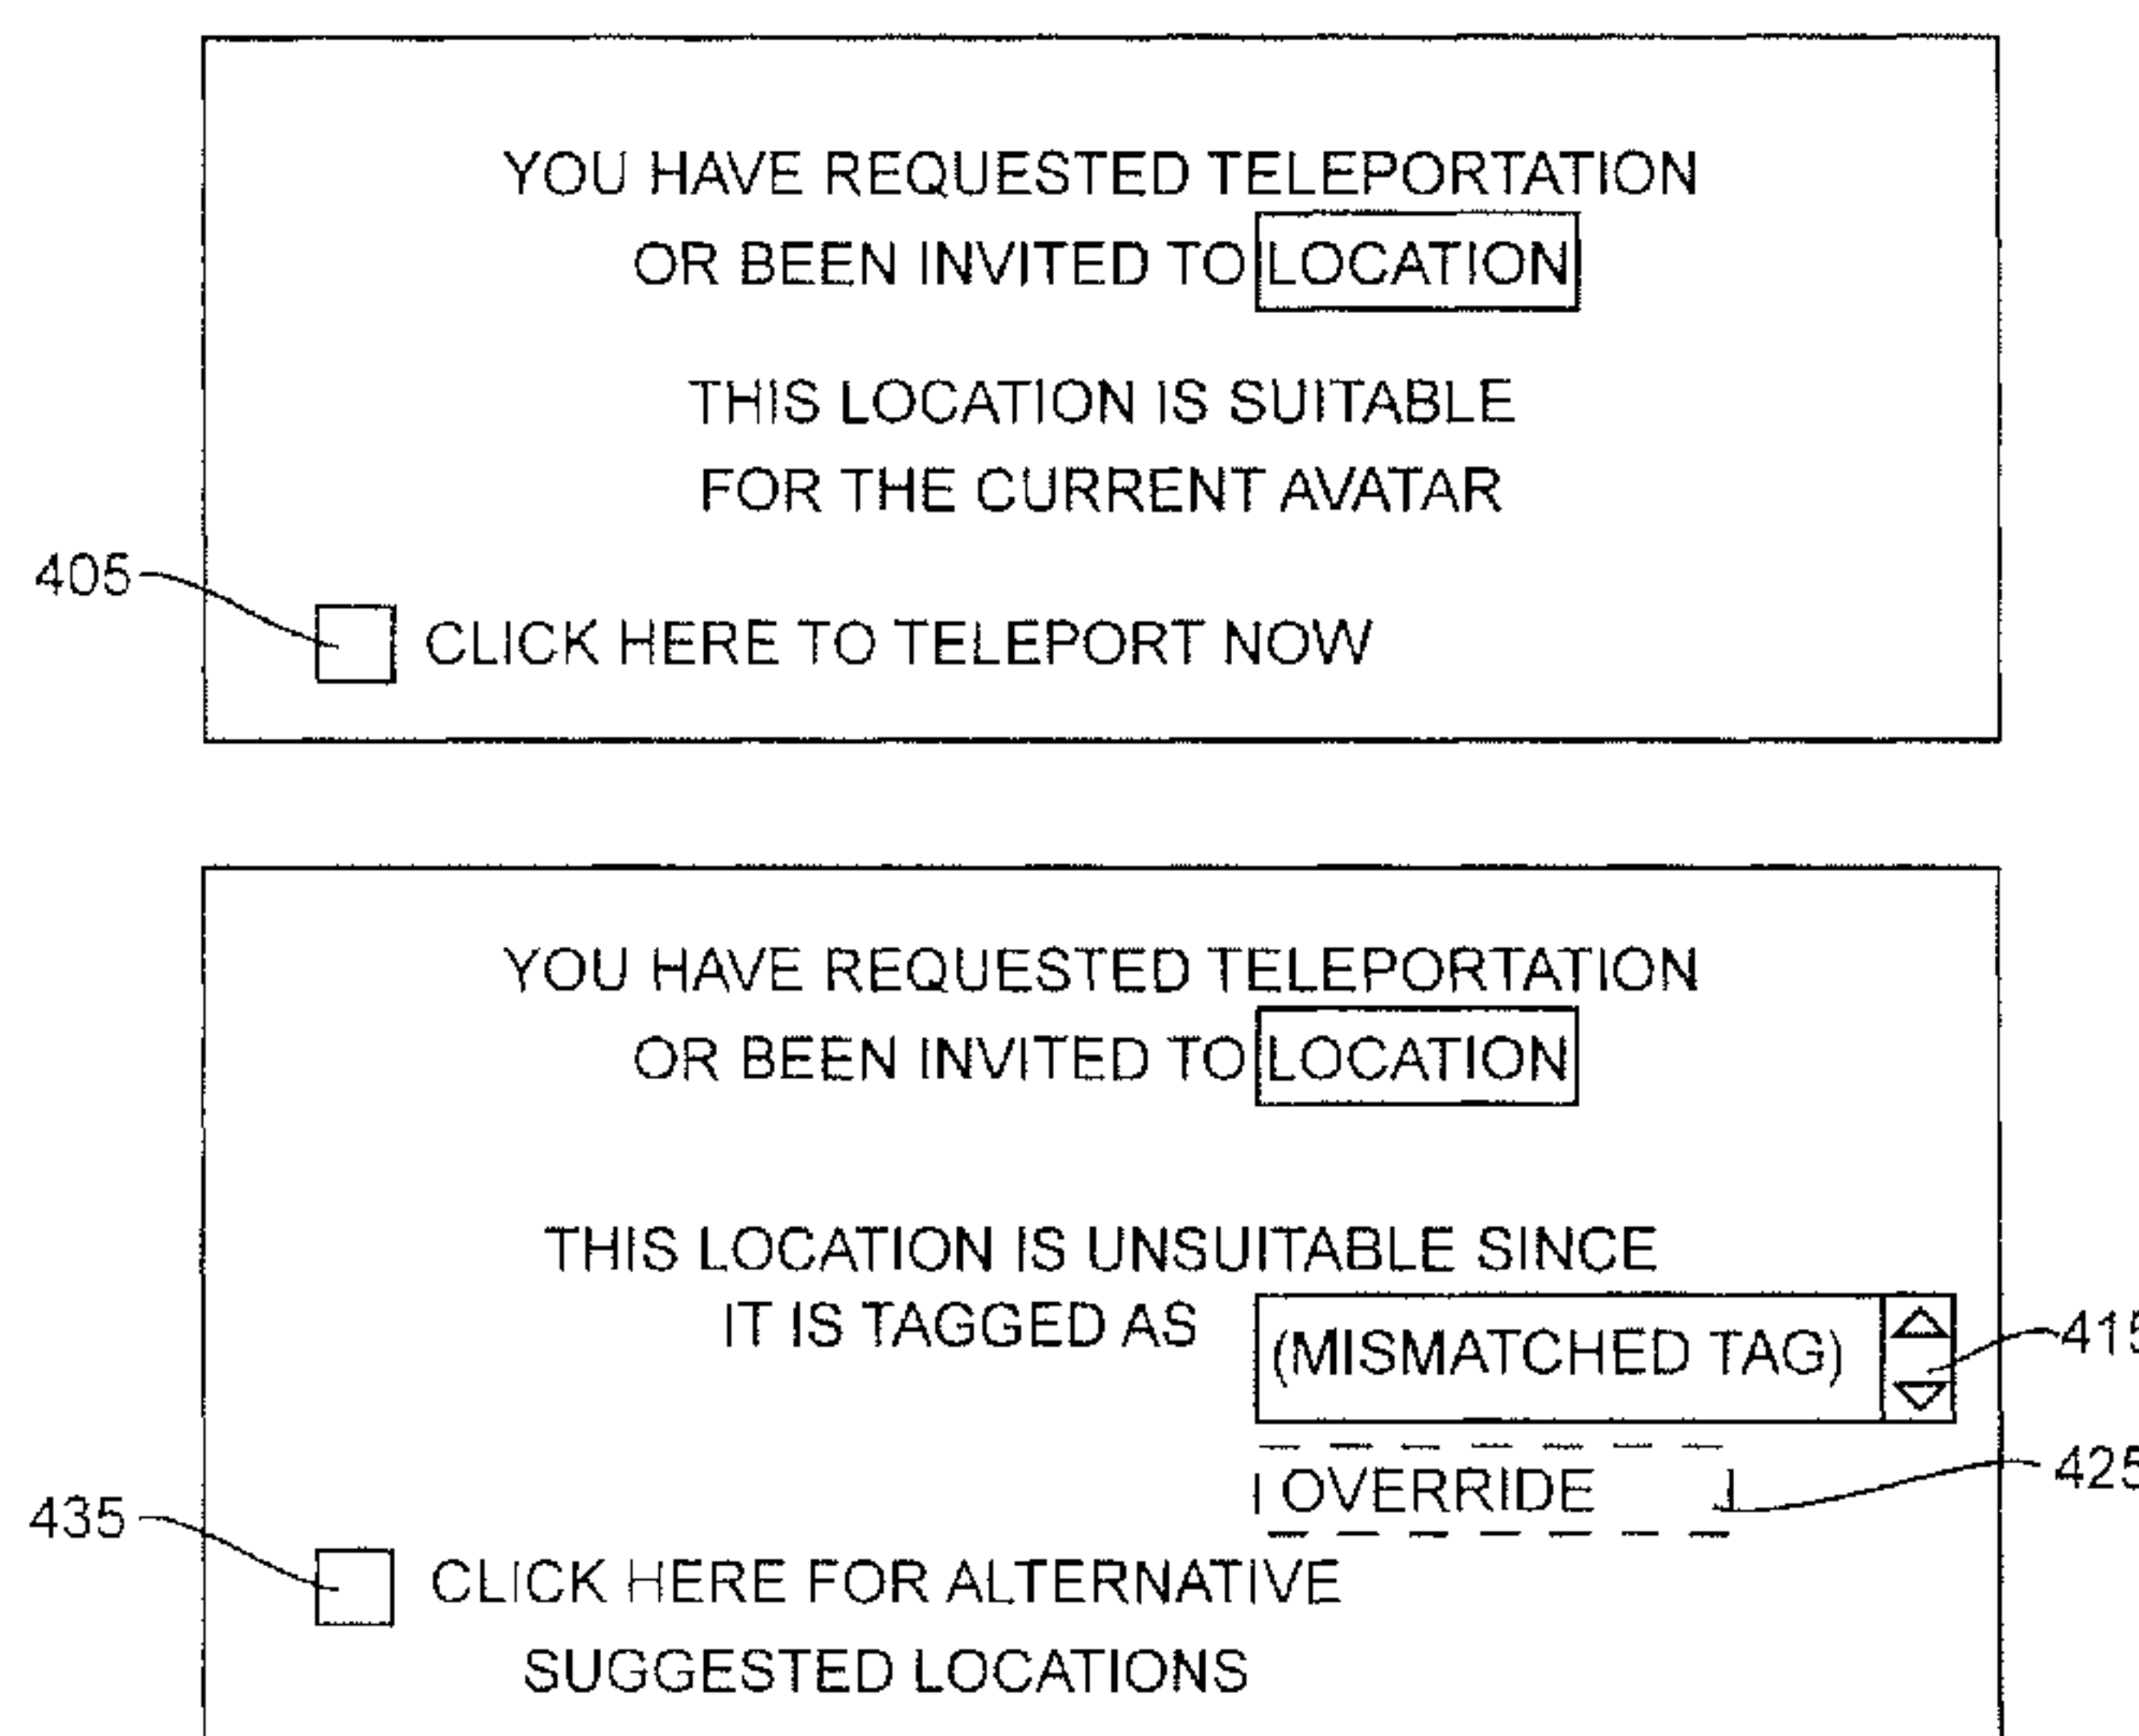 YOU HAVE REQUESTED TELEPORTATION
OR BEEN INVITED TO LOCATION
THIS LOCATION IS SUITABLE
FOR THE CURRENT AVATAR
405
CLICK HERE TO TELEPORT NOW
YOU HAVE REQUESTED TELEPORTATION
OR BEEN INVITED TO LOCATION
THIS LOCATION IS UNSUITABLE SINCE
IT IS TAGGED AS (MISMATCHED TAG) 415
OVERRIDE 425
435
CLICK HERE FOR ALTERNATIVE
SUGGESTED LOCATIONS